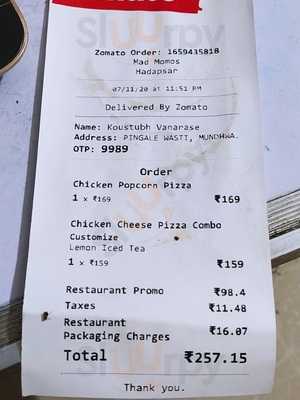 Zomato Order: 1659435818
Mad Momos
Hadapsar
07/11/20 at 11:51 PM
Delivered By Zomato
Name: Koustubh Vanarase
Address: PINGALE WASTI, MUNDHWA.
OTP: 9989
Order
Chicken Popcorn Pizza
1 x ₹169 ₹169
Chicken Cheese Pizza Combo
Customize
Lemon Iced Tea
1 x ₹159 ₹159
Restaurant Promo ₹98.4
Taxes ₹11.48
Restaurant
Packaging Charges ₹16.07
Total ₹257.15
Thank you.